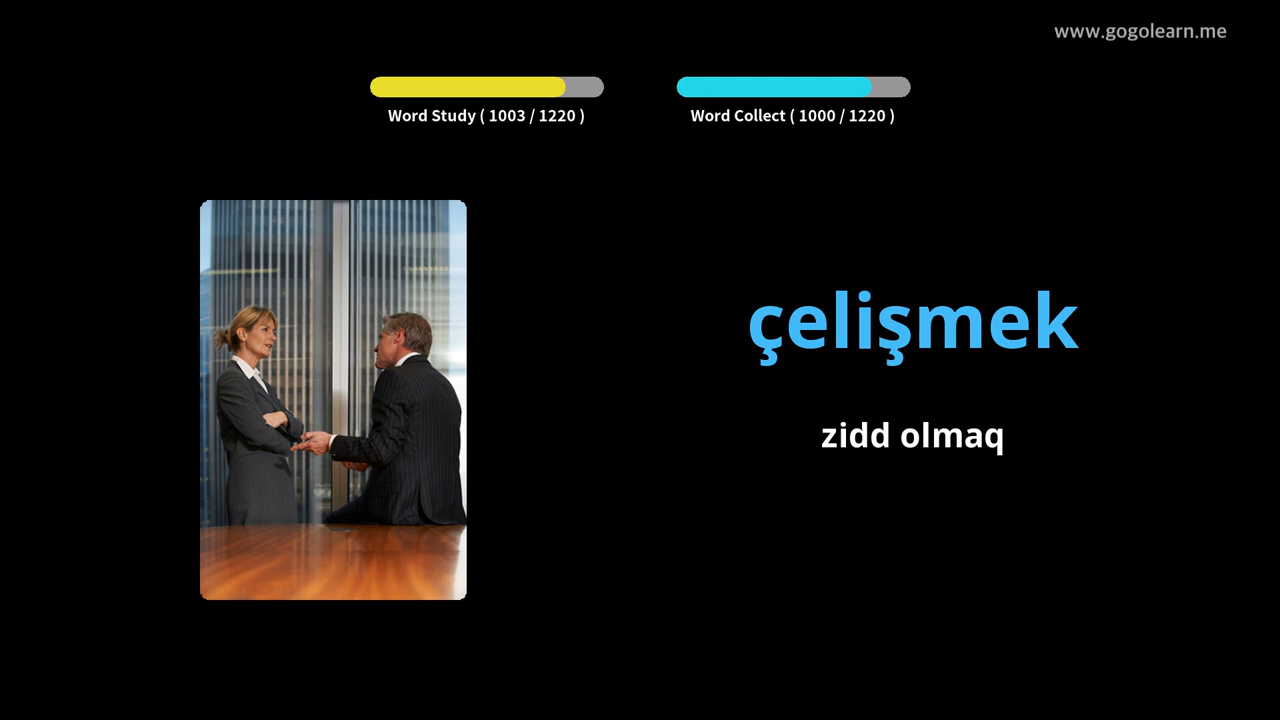 www.gogolearn.me
Word Study ( 1003 / 1220 )
Word Collect ( 1000 / 1220 )
çelişmek
zidd olmaq